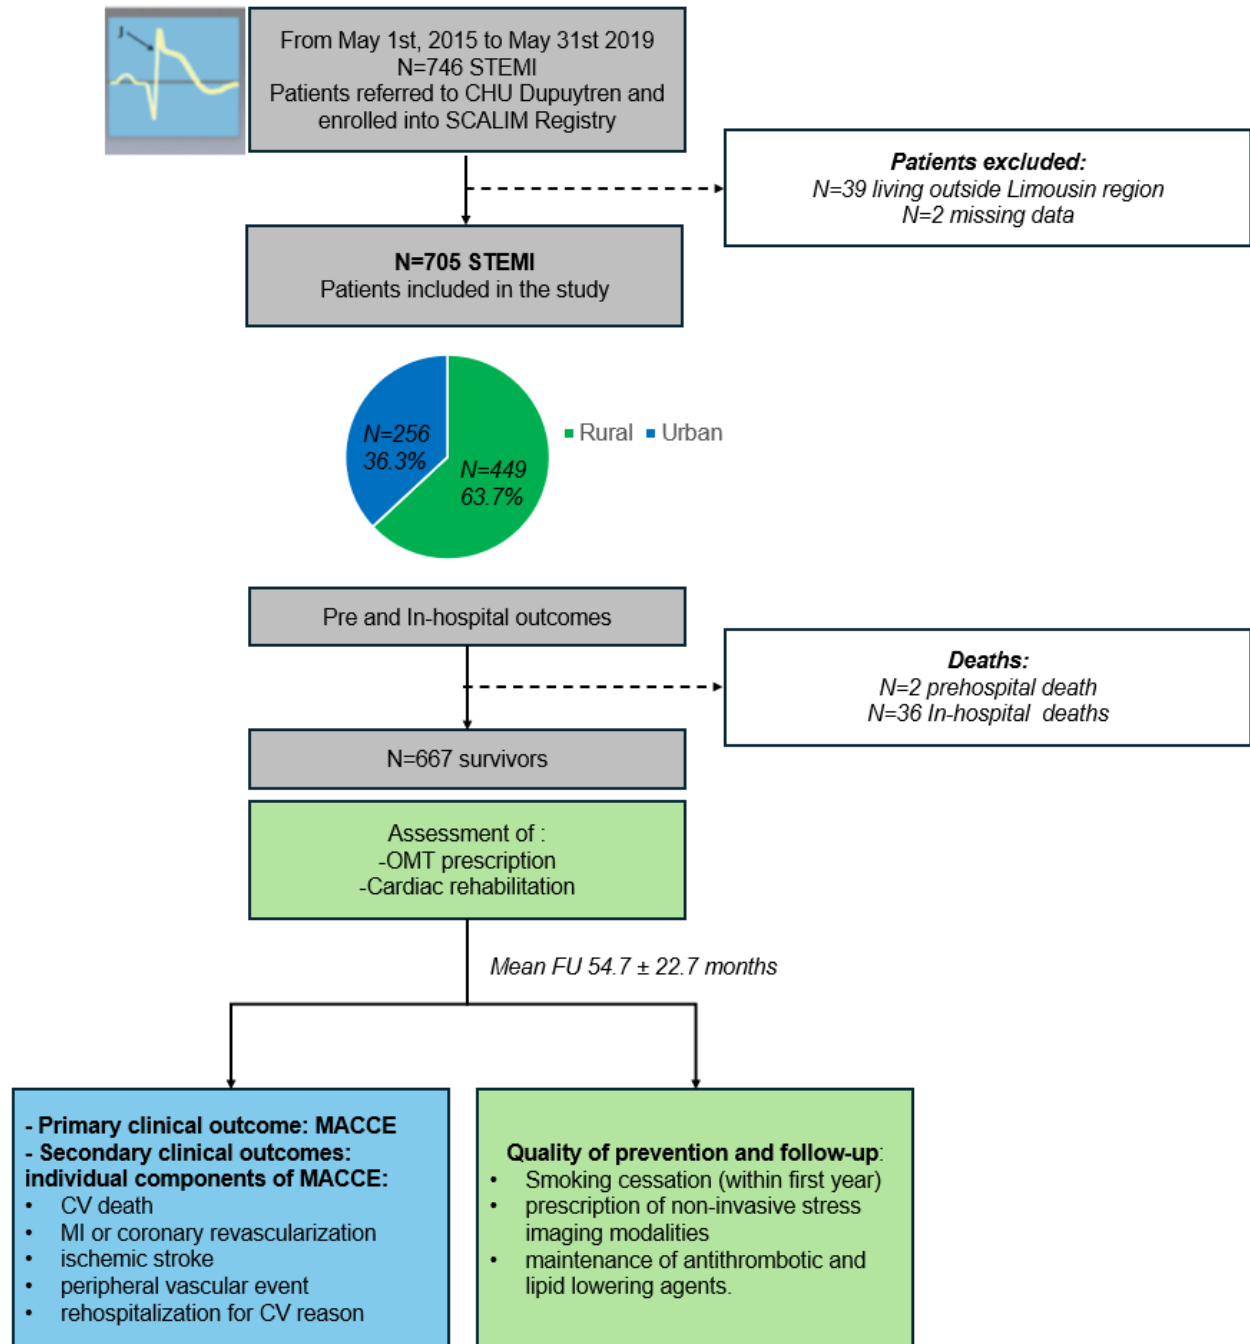 J
From May 1st, 2015 to May 31st 2019
N=746 STEMI
Patients referred to CHU Dupuytren and
enrolled into SCALIM Registry
Patients excluded:
N=39 living outside Limousin region
N=2 missing data
N=705 STEMI
Patients included in the study
N=256
36.3%
N=449
63.7%
Rural
Urban
Pre and In-hospital outcomes
Deaths:
N=2 prehospital death
N=36 In-hospital deaths
N=667 survivors
Assessment of :
-OMT prescription
-Cardiac rehabilitation
Mean FU 54.7 ± 22.7 months
- Primary clinical outcome: MACCE
- Secondary clinical outcomes:
individual components of MACCE:
• CV death
• MI or coronary revascularization
• ischemic stroke
• peripheral vascular event
• rehospitalization for CV reason
Quality of prevention and follow-up:
• Smoking cessation (within first year)
• prescription of non-invasive stress
imaging modalities
• maintenance of antithrombotic and
lipid lowering agents.